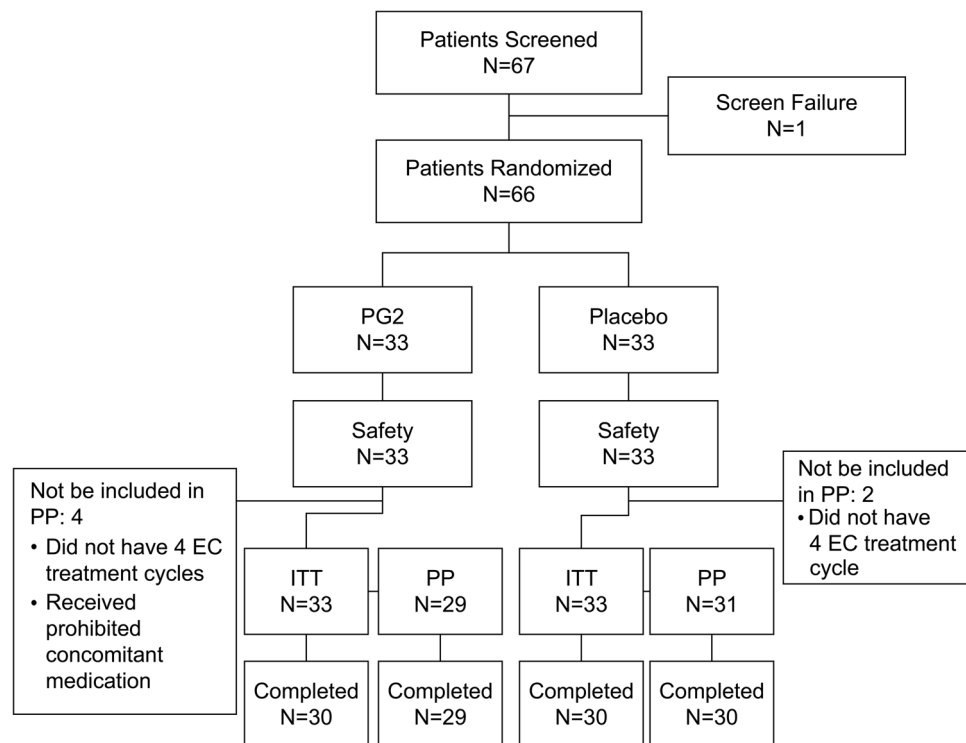 Patients Screened
N=67
Screen Failure
N=1
Patients Randomized
N=66
PG2
N=33
Placebo
N=33
Safety
N=33
Safety
N=33
Not be included in
PP: 4
• Did not have 4 EC
treatment cycles
• Received
prohibited
concomitant
medication
Not be included
in PP: 2
• Did not have
4 EC treatment
cycle
ITT
N=33
PP
N=29
ITT
N=33
PP
N=31
Completed
N=30
Completed
N=29
Completed
N=30
Completed
N=30